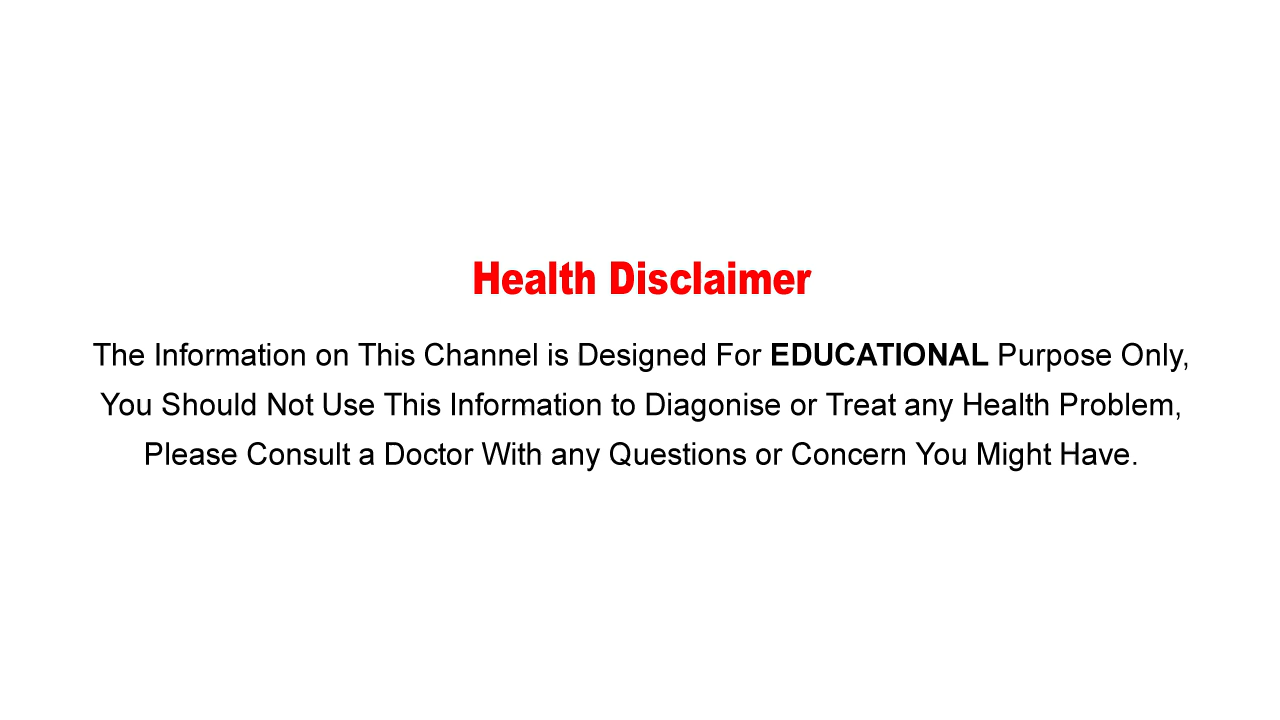 Health Disclaimer
The Information on This Channel is Designed For EDUCATIONAL Purpose Only,
You Should Not Use This Information to Diagonise or Treat any Health Problem,
Please Consult a Doctor With any Questions or Concern You Might Have.